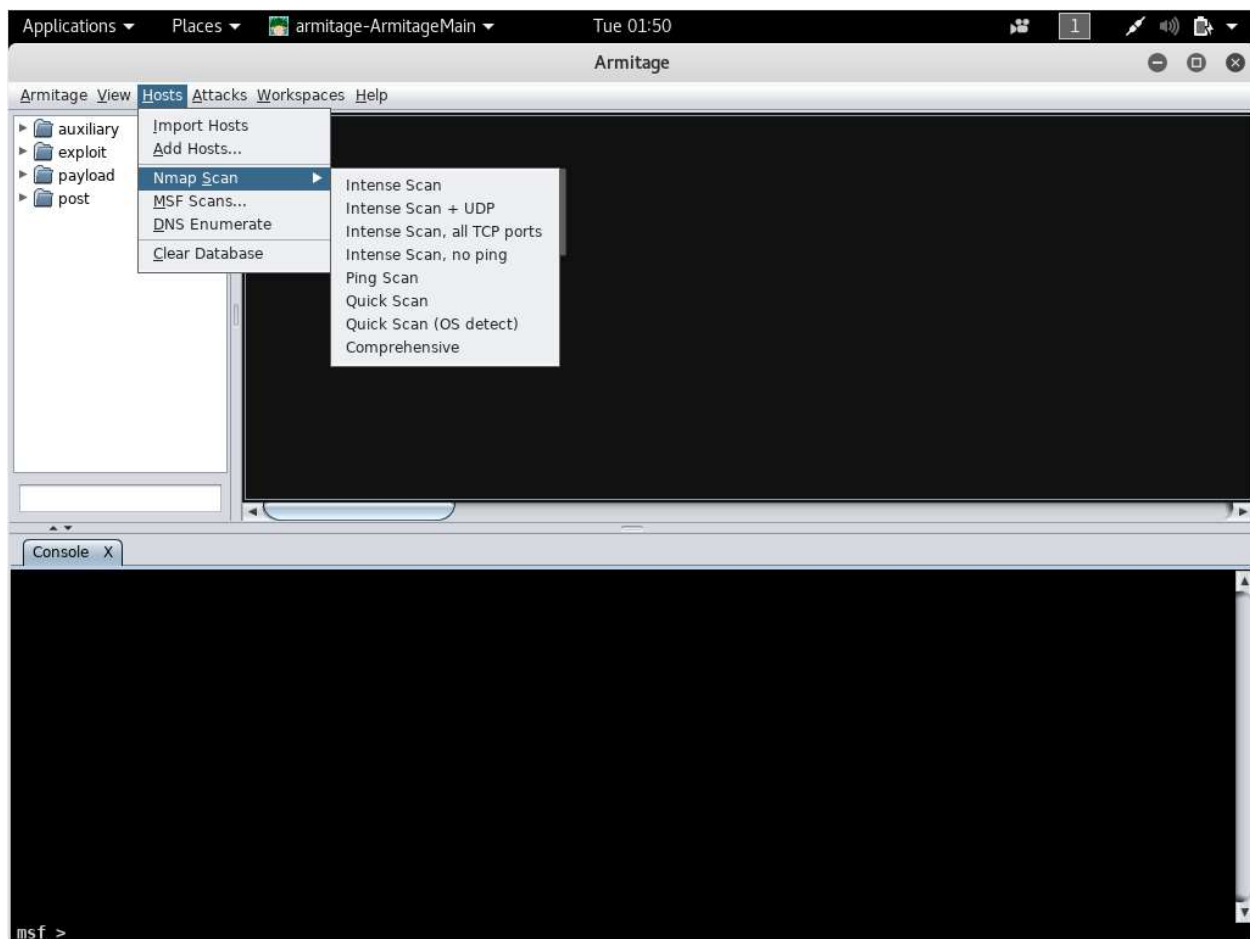 Applications Places armitage-ArmitageMain Tue 01:50 1
Armitage
Armitage View Hosts Attacks Workspaces Help
auxiliary
exploit
payload
post
Import Hosts
Add Hosts...
Nmap Scan
MSF Scans...
DNS Enumerate
Clear Database
Intense Scan
Intense Scan + UDP
Intense Scan, all TCP ports
Intense Scan, no ping
Ping Scan
Quick Scan
Quick Scan (OS detect)
Comprehensive
Console X
msf >